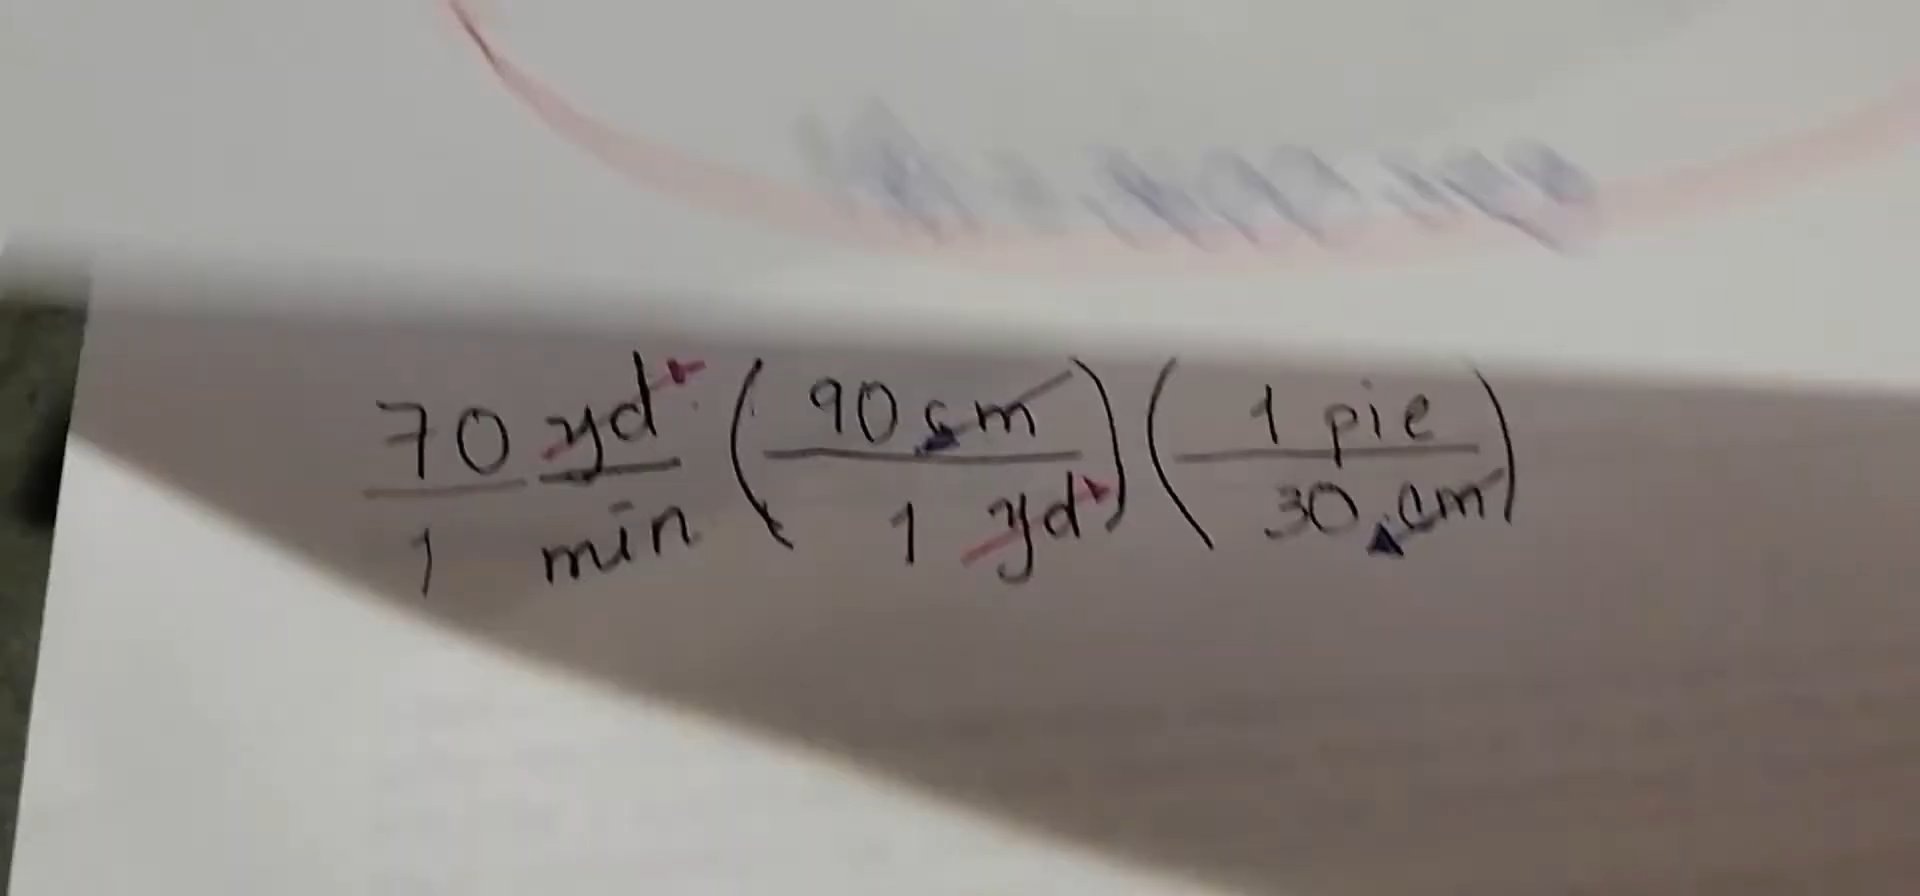 70 yd (90 cm) (1 pie)
1 min (1 yd) (30 cm)